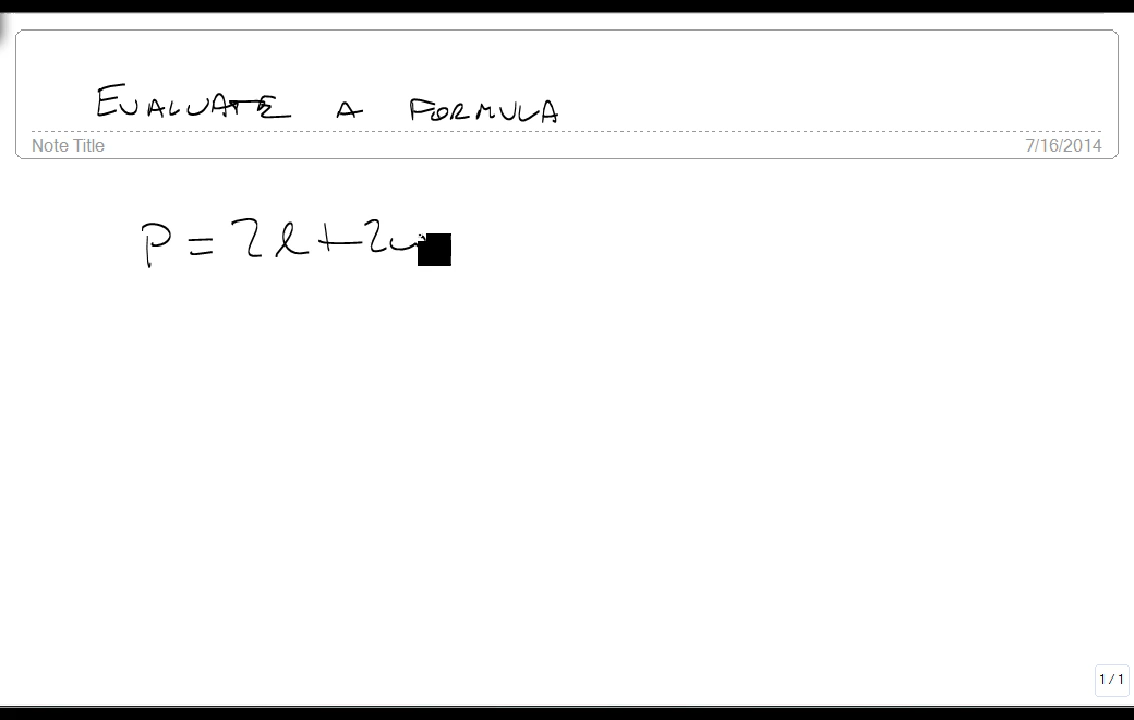 EVALUATE A FORMULA
Note Title 7/16/2014
P = 2l + 2w
1 / 1